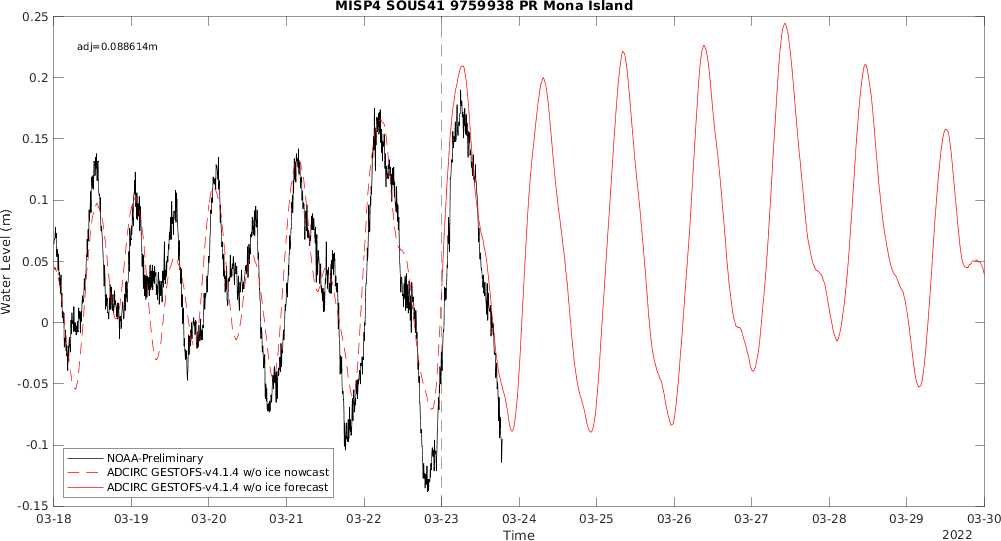 MISP4 SOUS41 9759938 PR Mona Island
adj=0.088614m
0.25
0.2
0.15
0.1
0.05
0
-0.05
-0.1
-0.15
Water Level (m)
NOAA-Preliminary
ADCIRC GESTOFS-v4.1.4 w/o ice nowcast
ADCIRC GESTOFS-v4.1.4 w/o ice forecast
03-18 03-19 03-20 03-21 03-22 03-23 03-24 03-25 03-26 03-27 03-28 03-29 03-30
Time
2022